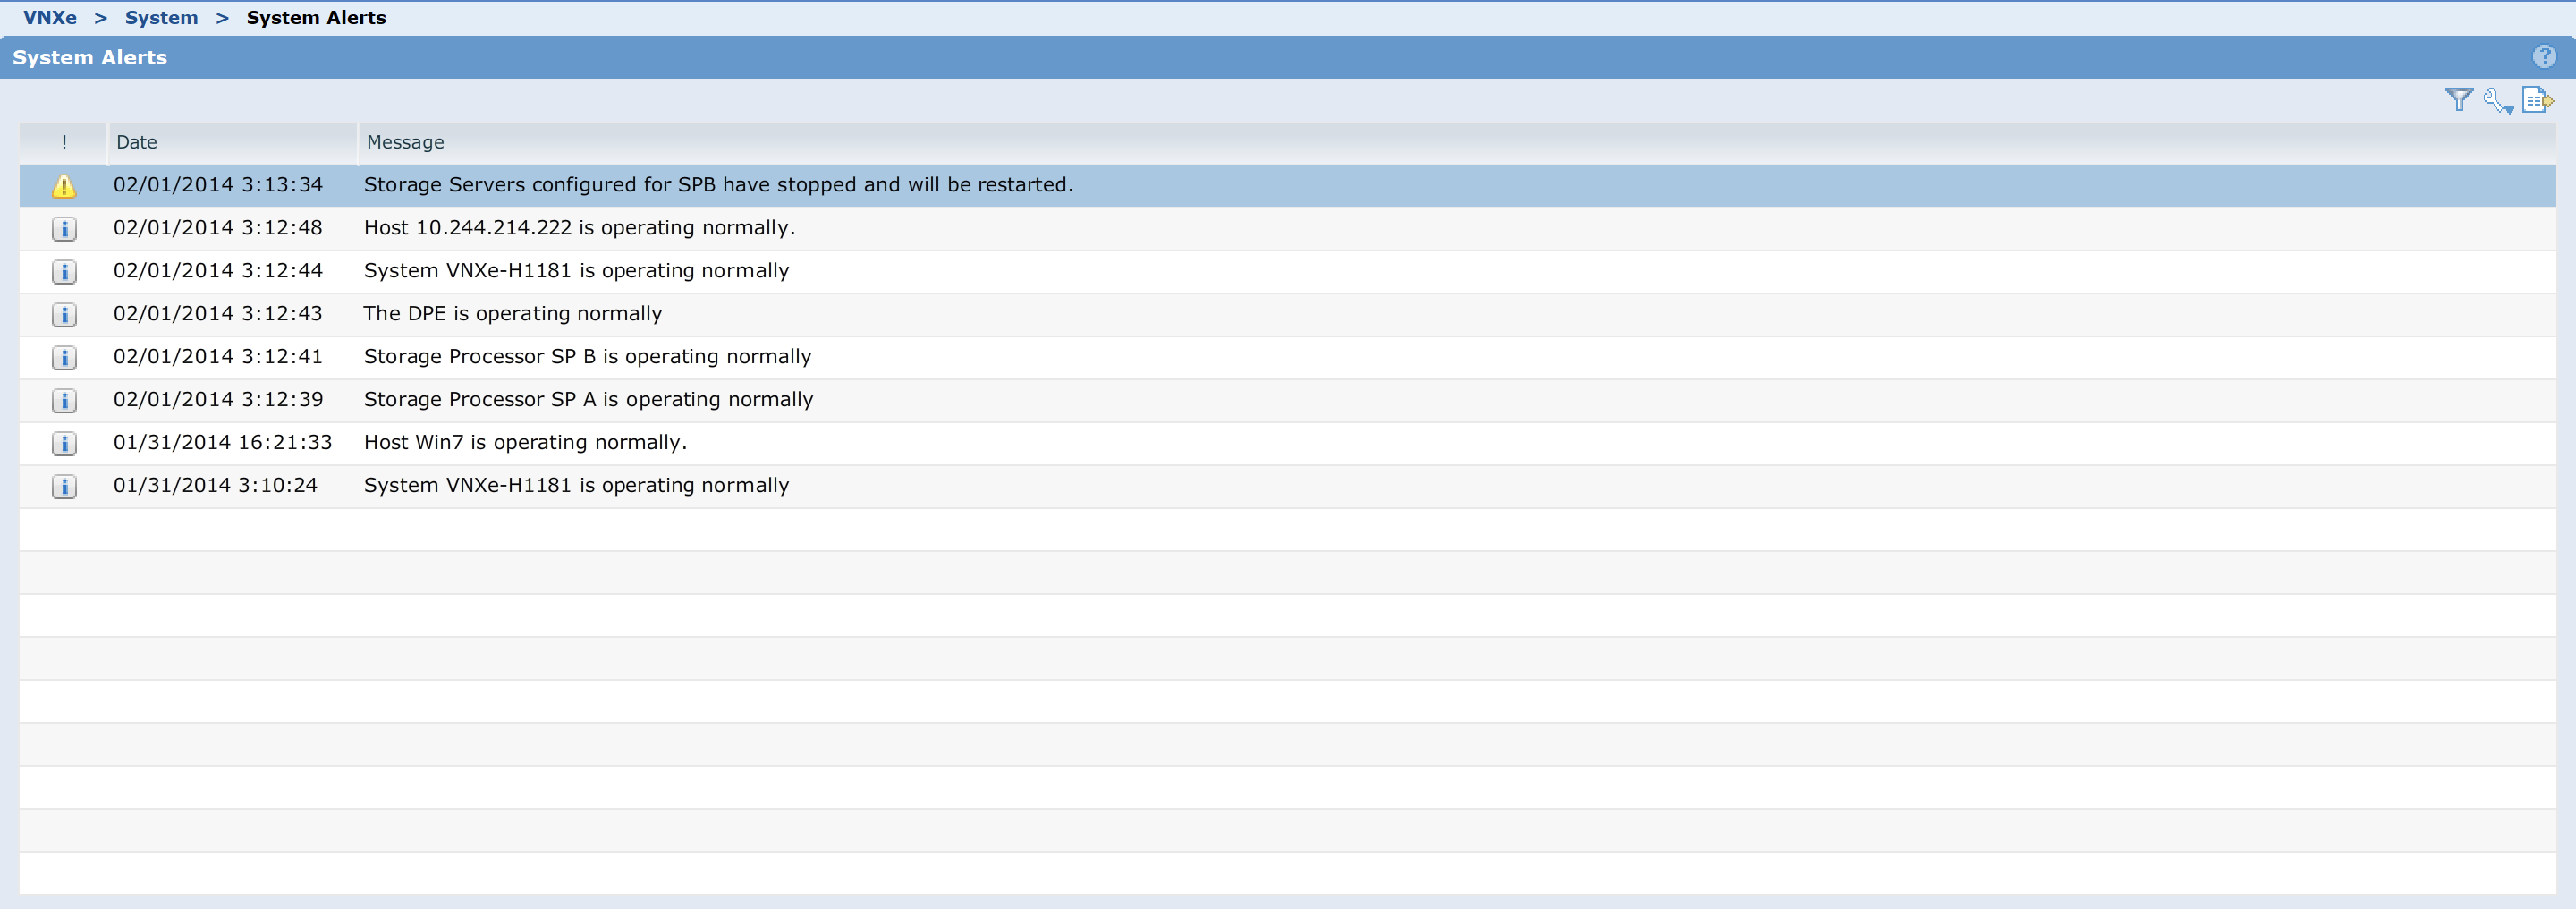 VNXe > System > System Alerts
System Alerts
?
! Date Message
02/01/2014 3:13:34 Storage Servers configured for SPB have stopped and will be restarted.
02/01/2014 3:12:48 Host 10.244.214.222 is operating normally.
02/01/2014 3:12:44 System VNXe-H1181 is operating normally
02/01/2014 3:12:43 The DPE is operating normally
02/01/2014 3:12:41 Storage Processor SP B is operating normally
02/01/2014 3:12:39 Storage Processor SP A is operating normally
01/31/2014 16:21:33 Host Win7 is operating normally.
01/31/2014 3:10:24 System VNXe-H1181 is operating normally